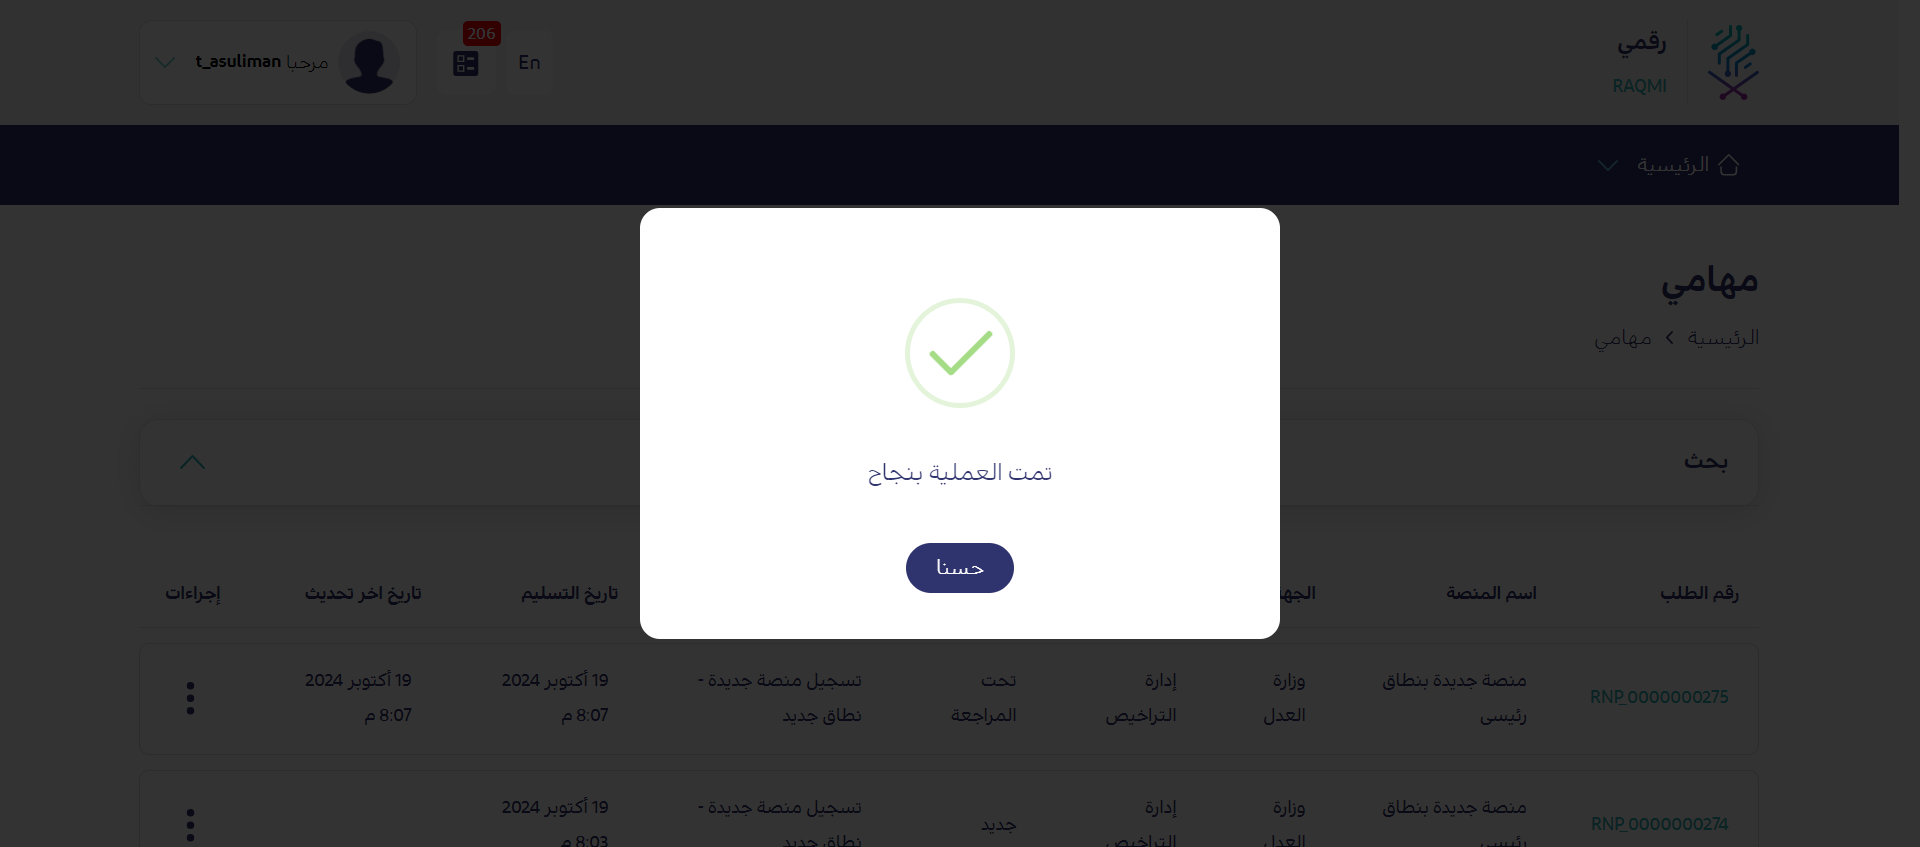 رقمي
RAQMI
En
206
مرحبا t_asuliman
الرئيسية
مهامي
الرئيسية
مهامي
بحث
تمت العملية بنجاح
حسنا
رقم الطلب
اسم المنصة
تاريخ التسليم
تاريخ اخر تحديث
إجراءات
RNP_0000000275
منصة جديدة بنطاق
رئيسى
وزارة
العدل
إدارة
التراخيص
تحت
المراجعة
تسجيل منصة جديدة -
نطاق جديد
19 أكتوبر 2024
8:07 م
19 أكتوبر 2024
8:07 م
RNP_0000000274
منصة جديدة بنطاق
رئيسى
وزارة
العدل
إدارة
التراخيص
جديد
تسجيل منصة جديدة -
نطاق جديد
19 أكتوبر 2024
8:03 م